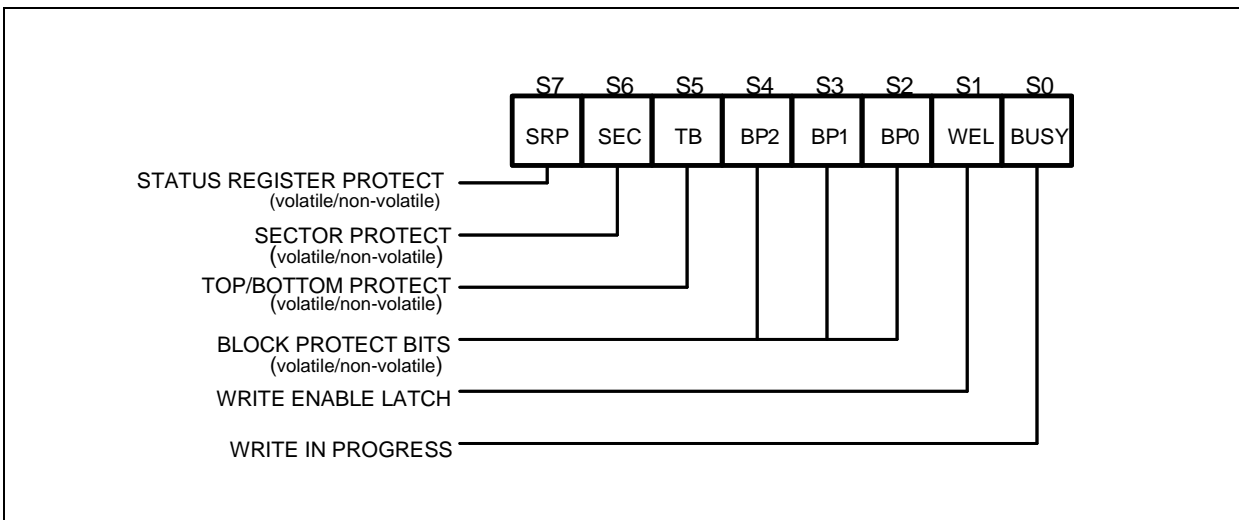 S7 S6 S5 S4 S3 S2 S1 S0
SRP SEC TB BP2 BP1 BP0 WEL BUSY
STATUS REGISTER PROTECT
(volatile/non-volatile)
SECTOR PROTECT
(volatile/non-volatile)
TOP/BOTTOM PROTECT
(volatile/non-volatile)
BLOCK PROTECT BITS
(volatile/non-volatile)
WRITE ENABLE LATCH
WRITE IN PROGRESS